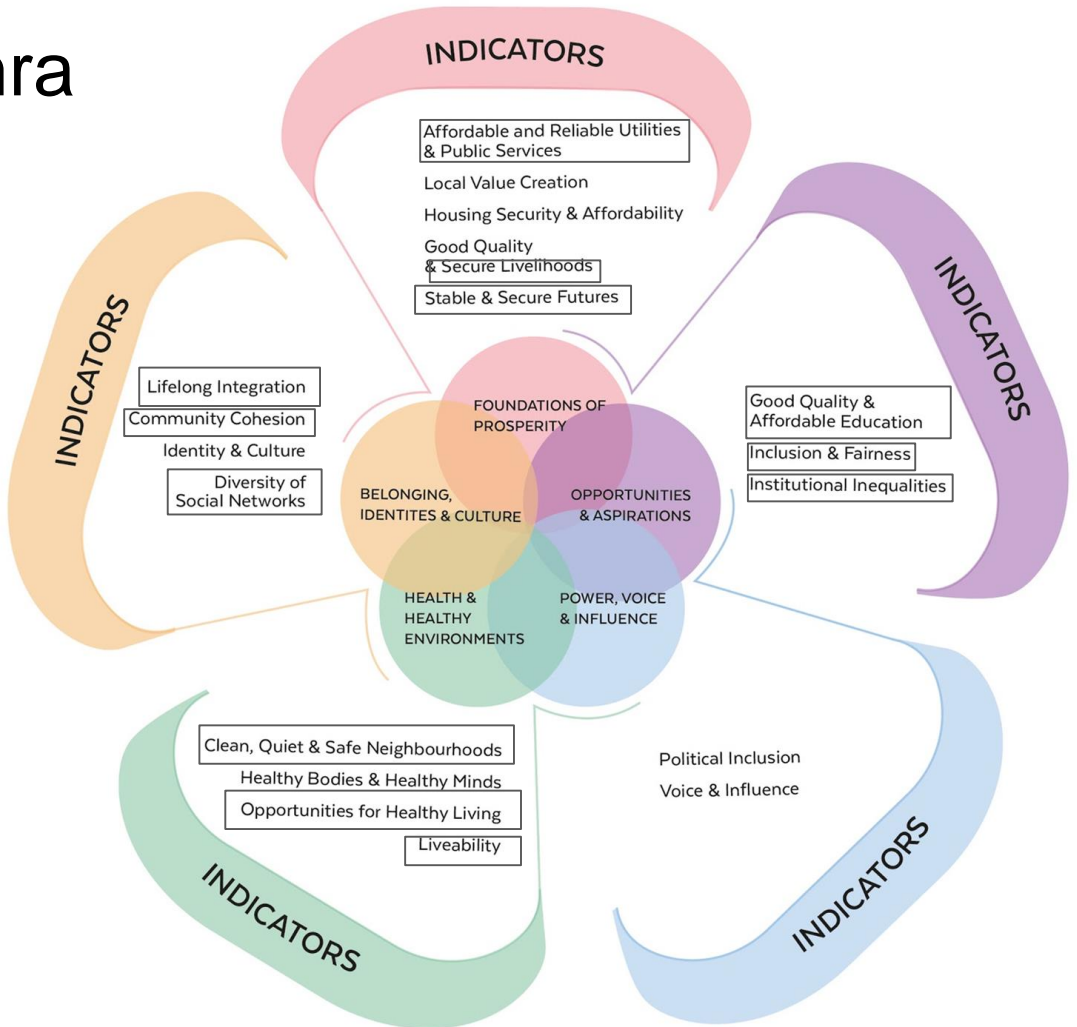 INDICATORS
Affordable and Reliable Utilities
& Public Services
Local Value Creation
Housing Security & Affordability
Good Quality
& Secure Livelihoods
Stable & Secure Futures
INDICATORS
Good Quality &
Affordable Education
Inclusion & Fairness
Institutional Inequalities
INDICATORS
Lifelong Integration
Community Cohesion
Identity & Culture
Diversity of
Social Networks
FOUNDATIONS OF
PROSPERITY
BELONGING,
IDENTITES & CULTURE
OPPORTUNITIES
& ASPIRATIONS
HEALTH &
HEALTHY
ENVIRONMENTS
POWER, VOICE
& INFLUENCE
Clean, Quiet & Safe Neighbourhoods
Healthy Bodies & Healthy Minds
Opportunities for Healthy Living
Liveability
INDICATORS
Political Inclusion
Voice & Influence
INDICATORS